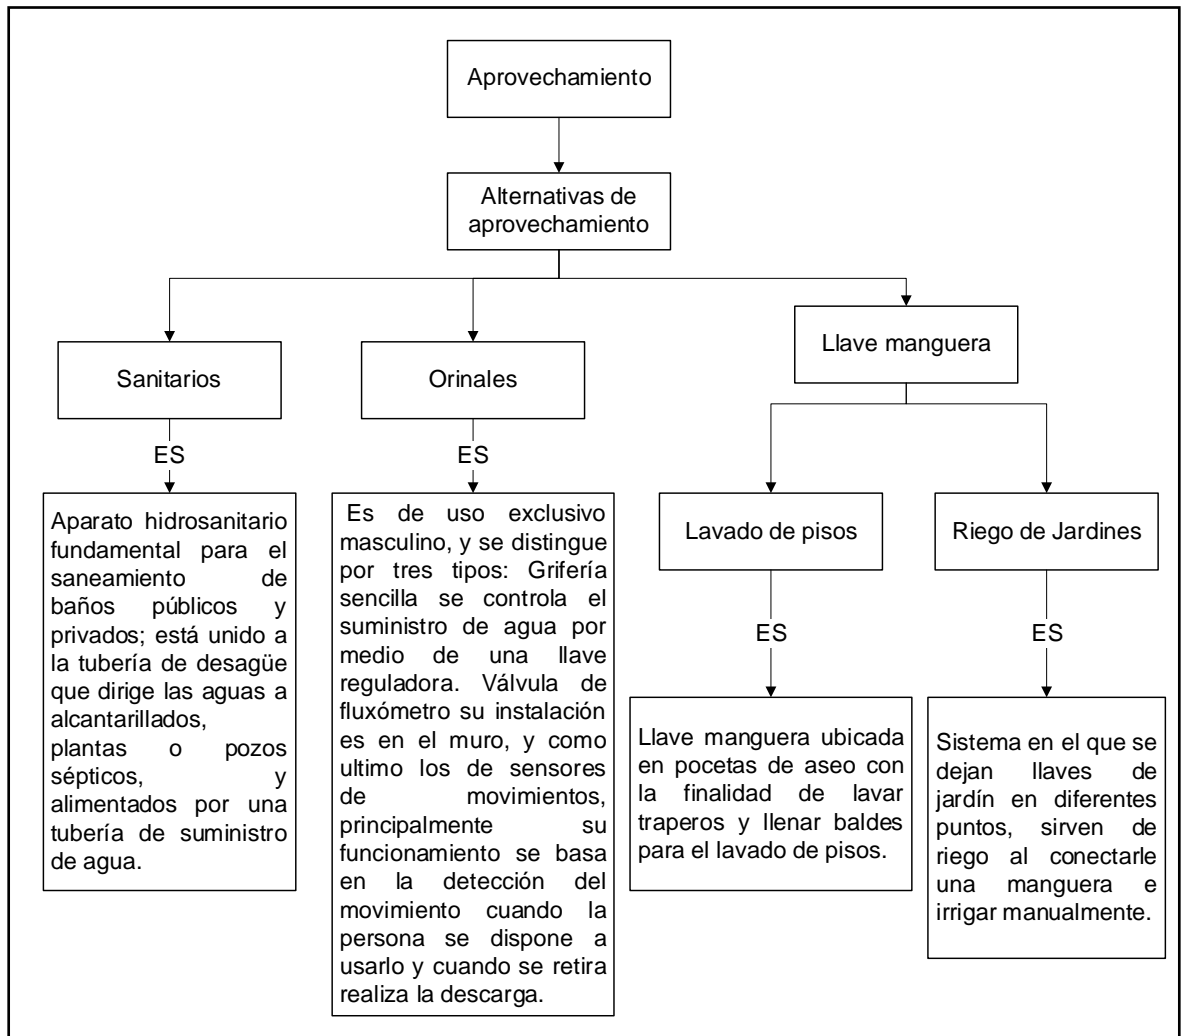 Aprovechamiento
Alternativas de
aprovechamiento
Sanitarios
Orinales
Llave manguera
ES
ES
Aparato hidrosanitario
fundamental para el
saneamiento de
baños públicos y
privados; está unido a
la tubería de desagüe
que dirige las aguas a
alcantarillados,
plantas o pozos
sépticos, y
alimentados por una
tubería de suministro
de agua.
Es de uso exclusivo
masculino, y se distingue
por tres tipos: Grifería
sencilla se controla el
suministro de agua por
medio de una llave
reguladora. Válvula de
fluxómetro su instalación
es en el muro, y como
ultimo los de sensores
de movimientos,
principalmente su
funcionamiento se basa
en la detección del
movimiento cuando la
persona se dispone a
usarlo y cuando se retira
realiza la descarga.
Lavado de pisos
Riego de Jardines
ES
ES
Llave manguera ubicada
en pocetas de aseo con
la finalidad de lavar
traperos y llenar baldes
para el lavado de pisos.
Sistema en el que se
dejan llaves de
jardín en diferentes
puntos, sirven de
riego al conectarle
una manguera e
irrigar manualmente.